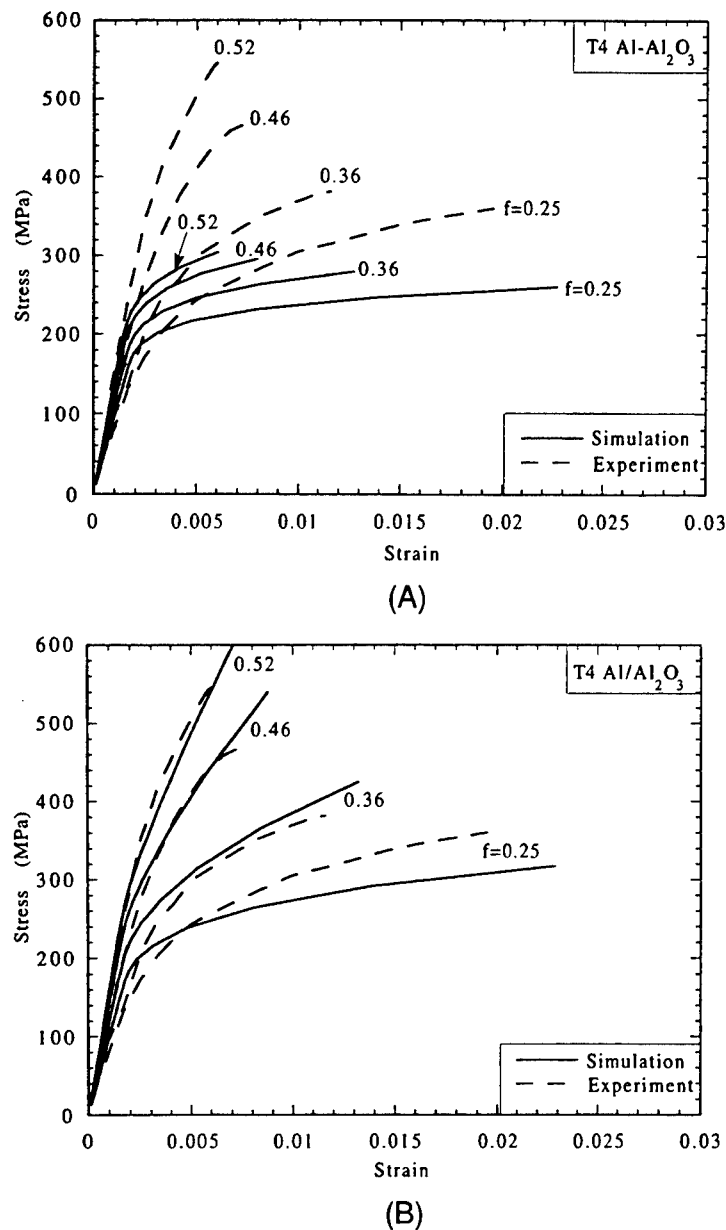 600
500
400
300
200
100
0
Stress (MPa)
T4 Al-Al2O3
0.52
0.46
0.36
f=0.25
0.52
0.46
0.36
f=0.25
Simulation
Experiment
0 0.005 0.01 0.015 0.02 0.025 0.03
Strain
(A)
600
500
400
300
200
100
0
Stress (MPa)
T4 Al/Al2O3
0.52
0.46
0.36
f=0.25
Simulation
Experiment
0 0.005 0.01 0.015 0.02 0.025 0.03
Strain
(B)